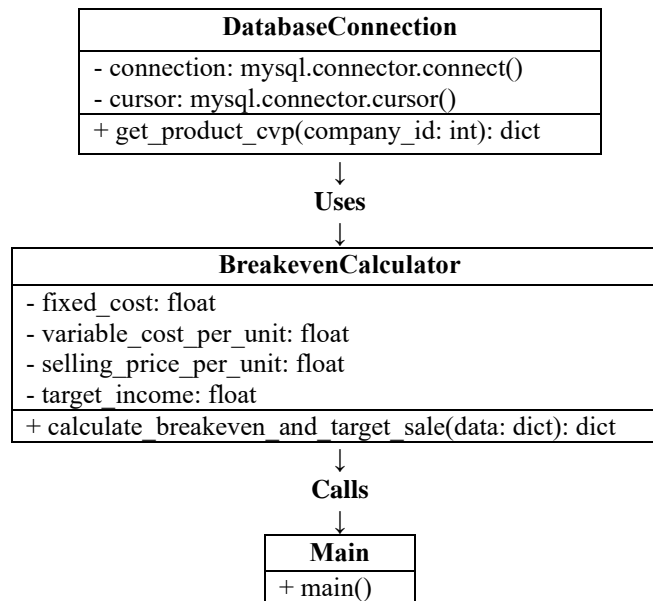 DatabaseConnection
- connection: mysql.connector.connect()
- cursor: mysql.connector.cursor()
+ get_product_cvp(company_id: int): dict
↓
Uses
↓
BreakevenCalculator
- fixed_cost: float
- variable_cost_per_unit: float
- selling_price_per_unit: float
- target_income: float
+ calculate_breakeven_and_target_sale(data: dict): dict
↓
Calls
↓
Main
+ main()